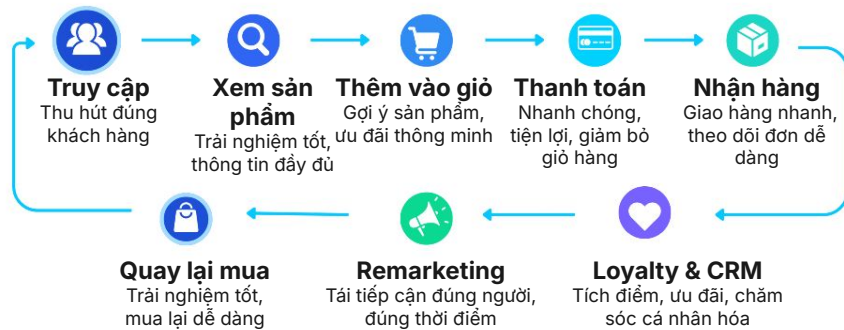 Truy cập
Thu hút đúng
khách hàng
Xem sản
phẩm
Trải nghiệm tốt,
thông tin đầy đủ
Thêm vào giỏ
Gợi ý sản phẩm,
ưu đãi thông minh
Thanh toán
Nhanh chóng,
tiện lợi, giảm bỏ
giỏ hàng
Nhận hàng
Giao hàng nhanh,
theo dõi đơn dễ
dàng
Quay lại mua
Trải nghiệm tốt,
mua lại dễ dàng
Remarketing
Tái tiếp cận đúng người,
đúng thời điểm
Loyalty & CRM
Tích điểm, ưu đãi, chăm
sóc cá nhân hóa